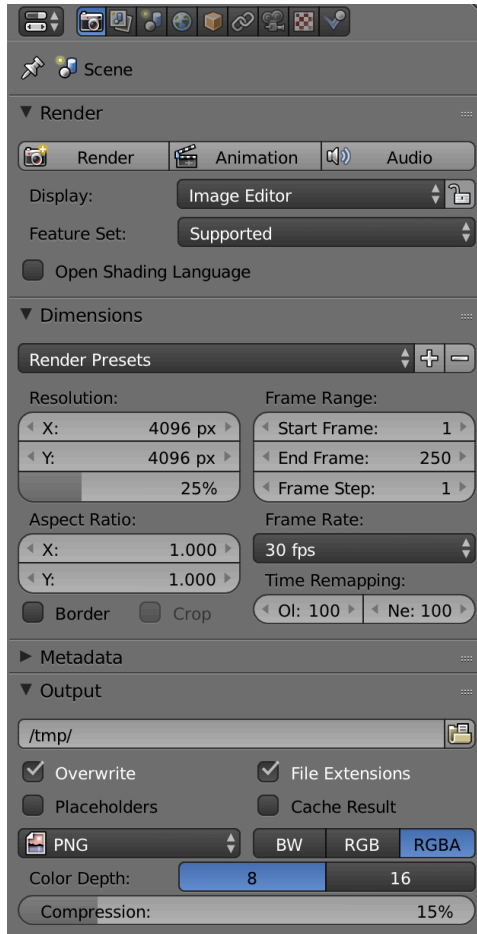 Scene
Render
Render Animation Audio
Display: Image Editor
Feature Set: Supported
Open Shading Language
Dimensions
Render Presets
Resolution: Frame Range:
X: 4096 px Start Frame: 1
Y: 4096 px End Frame: 250
25% Frame Step: 1
Aspect Ratio: Frame Rate:
X: 1.000 30 fps
Y: 1.000 Time Remapping:
Border Crop Ol: 100 Ne: 100
Metadata
Output
/tmp/
Overwrite File Extensions
Placeholders Cache Result
PNG BW RGB RGBA
Color Depth: 8 16
Compression: 15%